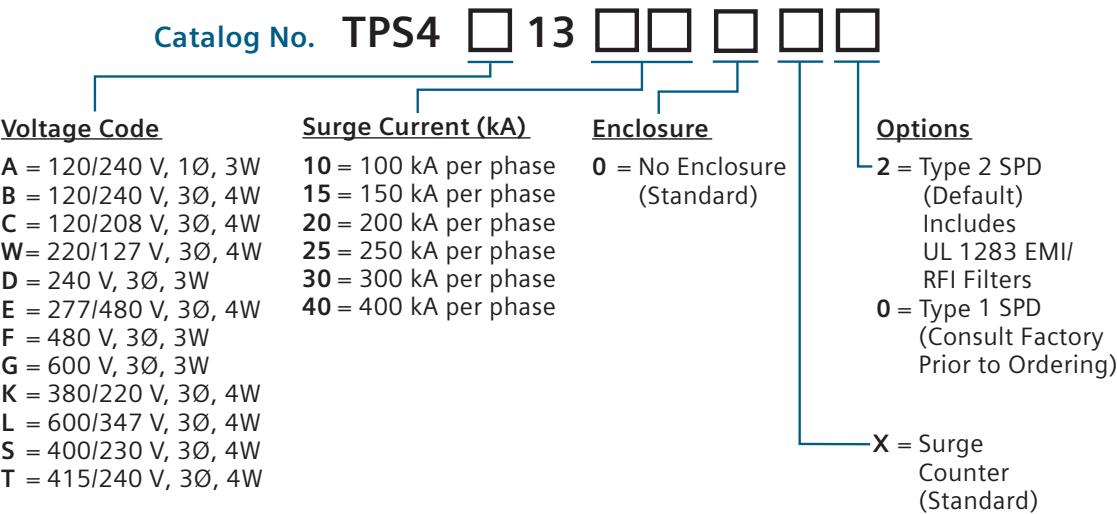 Catalog No. TPS4 13
Voltage Code
A = 120/240 V, 1Ø, 3W
B = 120/240 V, 3Ø, 4W
C = 120/208 V, 3Ø, 4W
W= 220/127 V, 3Ø, 4W
D = 240 V, 3Ø, 3W
E = 277/480 V, 3Ø, 4W
F = 480 V, 3Ø, 3W
G = 600 V, 3Ø, 3W
K = 380/220 V, 3Ø, 4W
L = 600/347 V, 3Ø, 4W
S = 400/230 V, 3Ø, 4W
T = 415/240 V, 3Ø, 4W
Surge Current (kA)
10 = 100 kA per phase
15 = 150 kA per phase
20 = 200 kA per phase
25 = 250 kA per phase
30 = 300 kA per phase
40 = 400 kA per phase
Enclosure
0 = No Enclosure
(Standard)
Options
2 = Type 2 SPD
(Default)
Includes
UL 1283 EMI/
RFI Filters
0 = Type 1 SPD
(Consult Factory
Prior to Ordering)
X = Surge
Counter
(Standard)